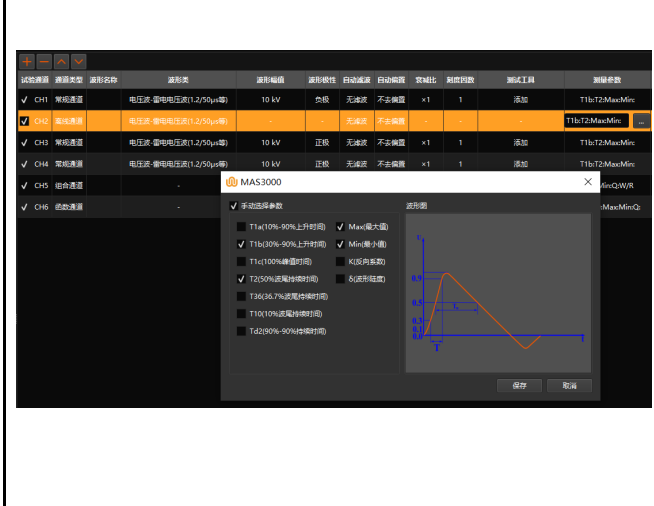 试验通道 通道类型 波形名称 波形类 波形幅值 波形极性 自动滤波 自动偏置 衰减比 刻度因数 测试工具 测量参数
✓ CH1 常规通道 电压波-雷电电压波(1.2/50μs等) 10 kV 负极 无滤波 不去偏置 ×1 1 添加 T1b:T2:Max:Min:
✓ CH2 离线通道 电压波-雷电电压波(1.2/50μs等) - - 无滤波 不去偏置 - - - T1b:T2:Max:Min: ...
✓ CH3 常规通道 电压波-雷电电压波(1.2/50μs等) 10 kV 正极 无滤波 不去偏置 ×1 1 添加 T1b:T2:Max:Min:
✓ CH4 常规通道 电压波-雷电电压波(1.2/50μs等) 10 kV 正极 无滤波 不去偏置 ×1 1 添加 T1b:T2:Max:Min:
✓ CH5 组合通道 - /Min:Q:W/R
✓ CH6 函数通道 - :Max:Min:Q:
MAS3000
✓ 手动选择参数 波形图
T1a(10%-90%上升时间) ✓ Max(最大值)
✓ T1b(30%-90%上升时间) ✓ Min(最小值)
T1c(100%峰值时间) K(反向系数)
✓ T2(50%波尾持续时间) δ(波形陡度)
T36(36.7%波尾持续时间)
T10(10%波尾持续时间)
Td2(90%-90%持续时间)
U
0.9
0.5
0.3
0.1
0.0
T
保存 取消